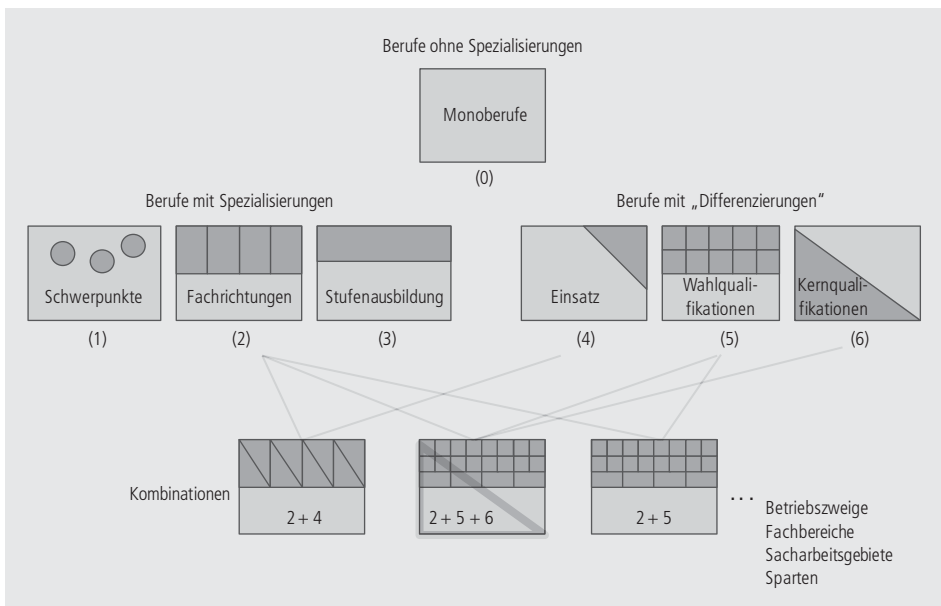 Berufe ohne Spezialisierungen
Monoberufe
(0)
Berufe mit Spezialisierungen
Berufe mit „Differenzierungen“
Schwerpunkte
Fachrichtungen
Stufenausbildung
Einsatz
Wahlquali-
fikationen
Kernquali-
fikationen
(1)
(2)
(3)
(4)
(5)
(6)
Kombinationen
2 + 4
2 + 5 + 6
2 + 5
...
Betriebszweige
Fachbereiche
Sacharbeitsgebiete
Sparten